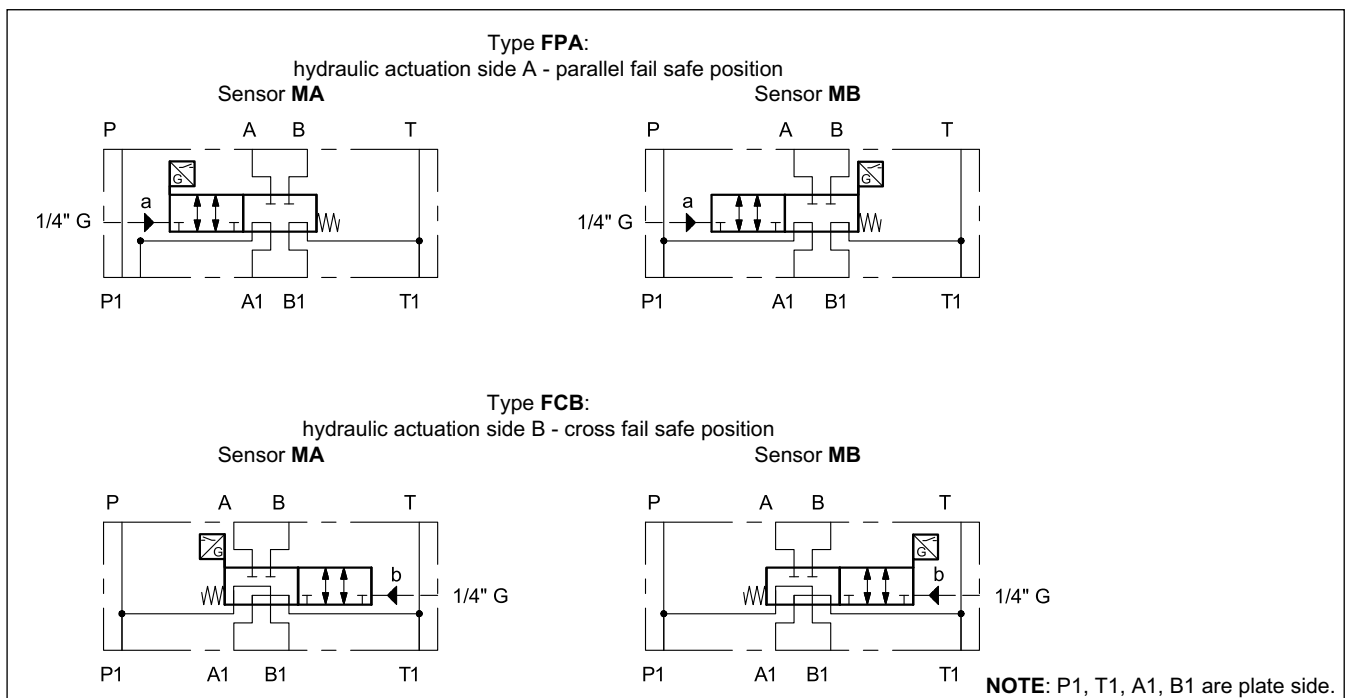 Type FPA:
hydraulic actuation side A - parallel fail safe position
Sensor MA
Sensor MB
P A B T
P A B T
G
G
a
a
1/4" G
1/4" G
P1 A1 B1 T1
P1 A1 B1 T1
Type FCB:
hydraulic actuation side B - cross fail safe position
Sensor MA
Sensor MB
P A B T
P A B T
G
G
b
b
1/4" G
1/4" G
P1 A1 B1 T1
P1 A1 B1 T1
NOTE: P1, T1, A1, B1 are plate side.